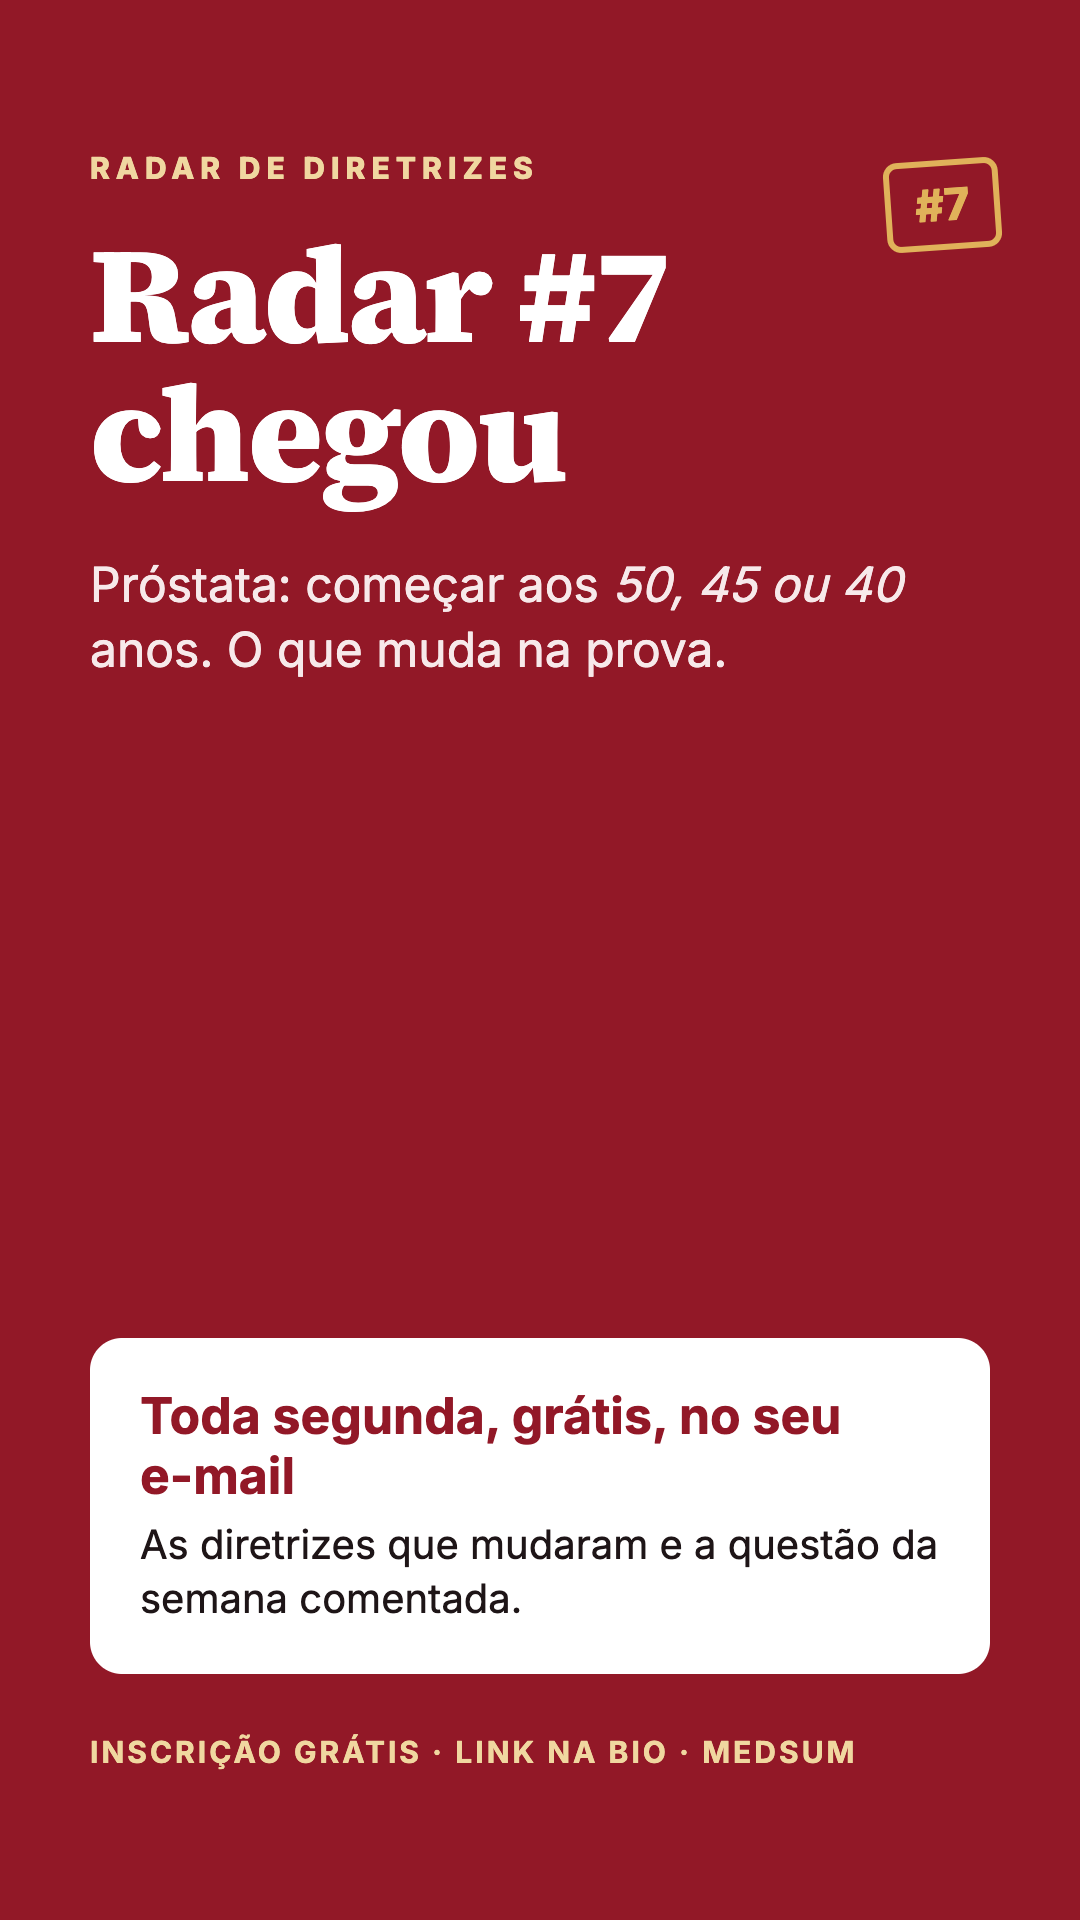 RADAR DE DIRETRIZES
#7
Radar #7
chegou
Próstata: começar aos 50, 45 ou 40
anos. O que muda na prova.
Toda segunda, grátis, no seu
e-mail
As diretrizes que mudaram e a questão da
semana comentada.
INSCRIÇÃO GRÁTIS · LINK NA BIO · MEDSUM